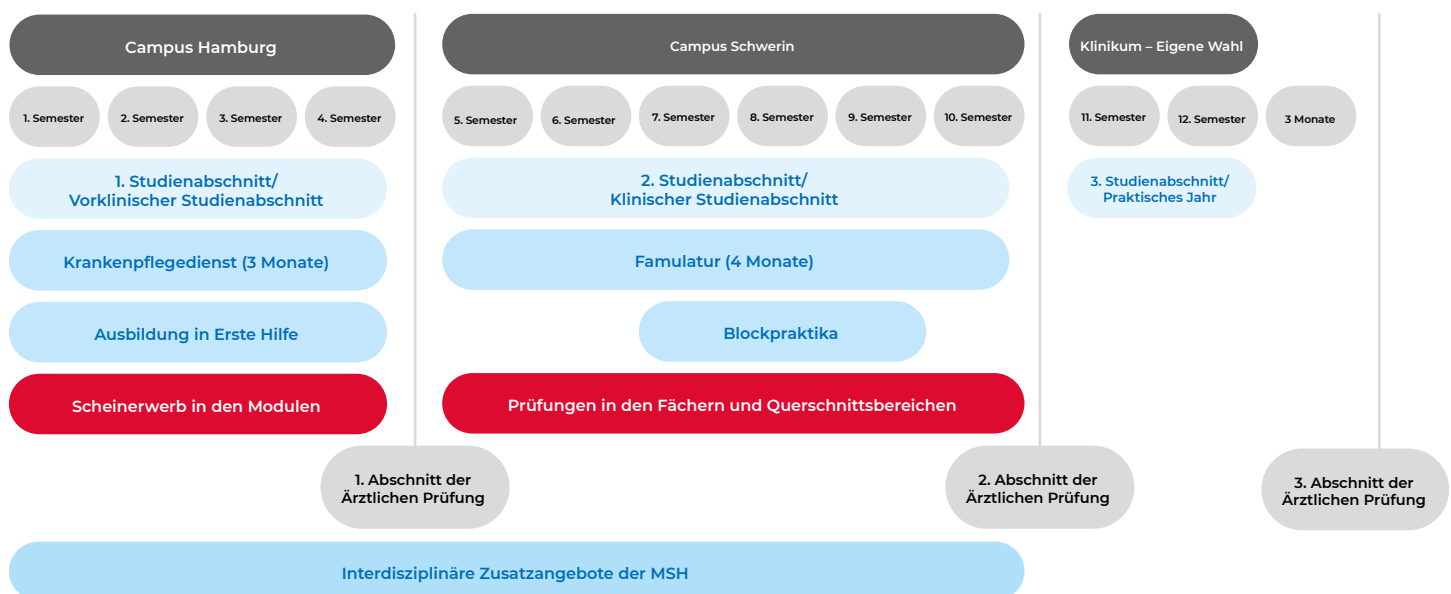 Campus Hamburg
Campus Schwerin
Klinikum – Eigene Wahl
1. Semester
2. Semester
3. Semester
4. Semester
5. Semester
6. Semester
7. Semester
8. Semester
9. Semester
10. Semester
11. Semester
12. Semester
3 Monate
1. Studienabschnitt/
Vorklinischer Studienabschnitt
2. Studienabschnitt/
Klinischer Studienabschnitt
3. Studienabschnitt/
Praktisches Jahr
Krankenpflegedienst (3 Monate)
Famulatur (4 Monate)
Ausbildung in Erste Hilfe
Blockpraktika
Scheinerwerb in den Modulen
Prüfungen in den Fächern und Querschnittsbereichen
1. Abschnitt der
Ärztlichen Prüfung
2. Abschnitt der
Ärztlichen Prüfung
3. Abschnitt der
Ärztlichen Prüfung
Interdisziplinäre Zusatzangebote der MSH